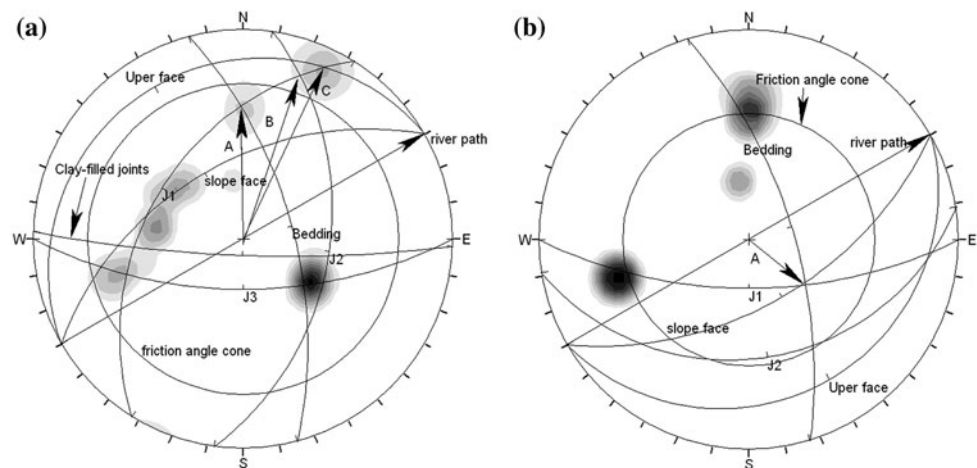 (a)
N
Uper face
C
B
A
river path
Clay-filled joints
J1
slope face
W
E
Bedding
J2
J3
friction angle cone
S
(b)
N
Friction angle cone
river path
Bedding
W
E
A
J1
slope face
J2
Uper face
S